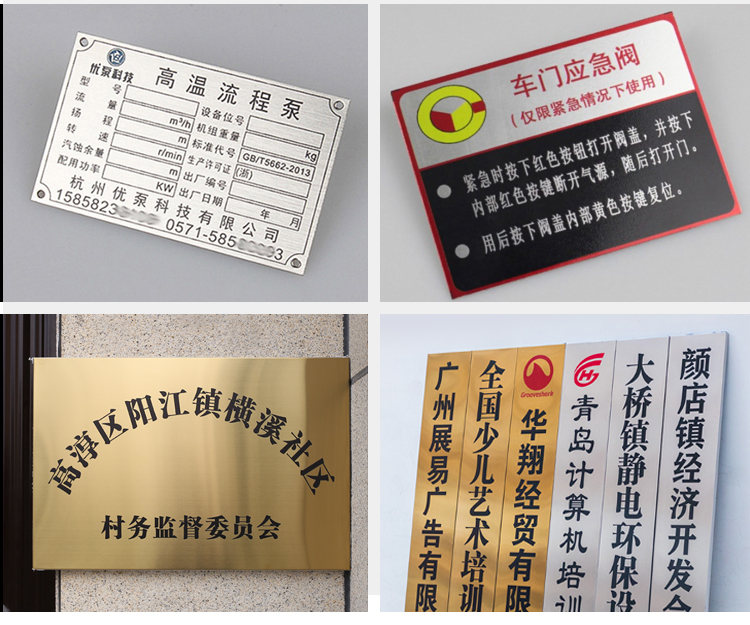 优泵科技
高温流程泵
型 号 设备位号
流 量 m³/h 机组重量 kg
扬 程 m 标准代号 GB/T5662-2013
转 速 r/min 生产许可证 (浙)
汽蚀余量 m 出厂编号
配用功率 KW 出厂日期 年 月
杭州优泵科技有限公司
158582 0571-585 3
车门应急阀
(仅限紧急情况下使用)
紧急时按下红色按钮打开阀盖，并按下
内部红色按键断开气源，随后打开门。
用后按下阀盖内部黄色按键复位。
高淳区阳江镇横溪社区
村务监督委员会
广州展易广告有限
全国少儿艺术培训
Grooveshark
华翔经贸有限
青岛计算机培训
大桥镇静电环保设
颜店镇经济开发会